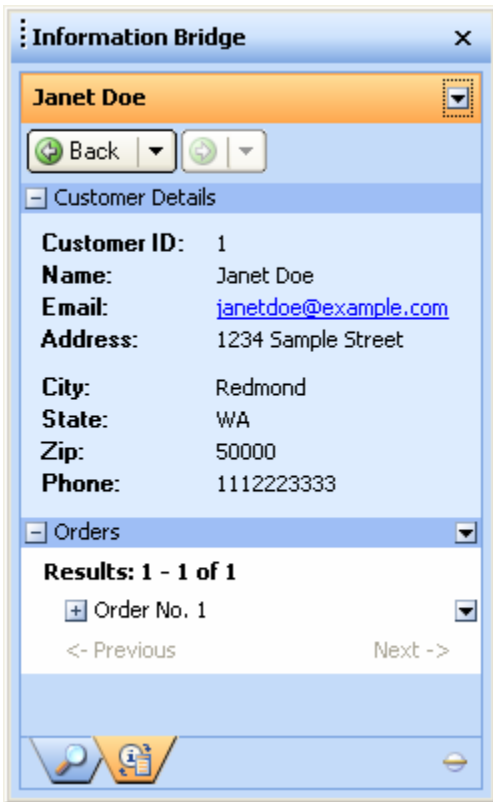 Information Bridge
Janet Doe
Back
Customer Details
Customer ID: 1
Name: Janet Doe
Email: janetdoe@example.com
Address: 1234 Sample Street
City: Redmond
State: WA
Zip: 50000
Phone: 1112223333
Orders
Results: 1 - 1 of 1
Order No. 1
<- Previous Next ->